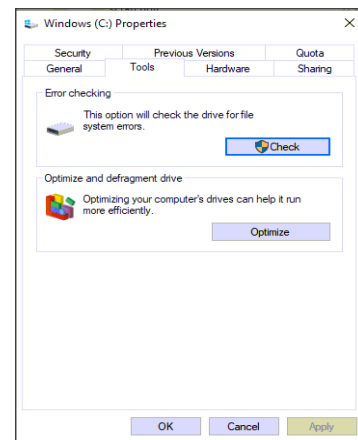 Windows (C:) Properties
Security Previous Versions Quota
General Tools Hardware Sharing
Error checking
This option will check the drive for file
system errors.
Check
Optimize and defragment drive
Optimizing your computer's drives can help it run
more efficiently.
Optimize
OK Cancel Apply